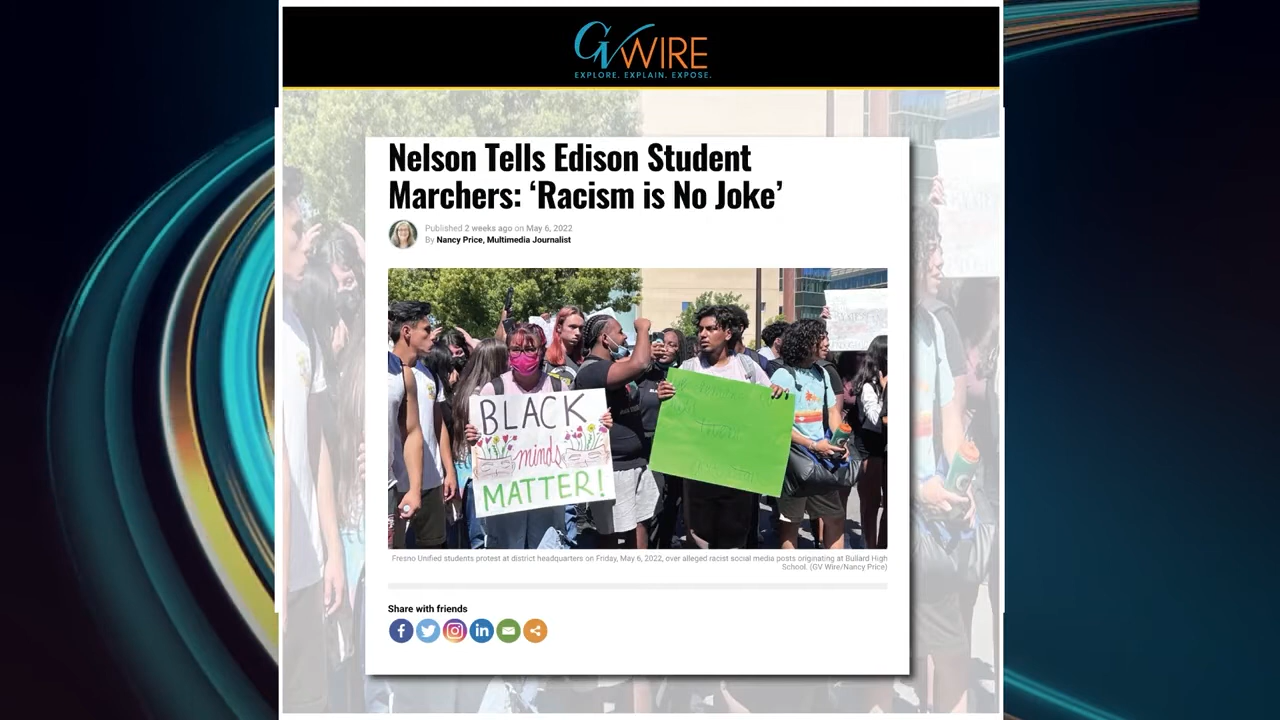 GV WIRE
EXPLORE. EXPLAIN. EXPOSE.
Nelson Tells Edison Student
Marchers: ‘Racism is No Joke’
Published 2 weeks ago on May 6, 2022
By Nancy Price, Multimedia Journalist
BLACK
minds
MATTER!
Fresno Unified students protest at district headquarters on Friday, May 6, 2022, over alleged racist social media posts originating at Bullard High
School. (GV Wire/Nancy Price)
Share with friends